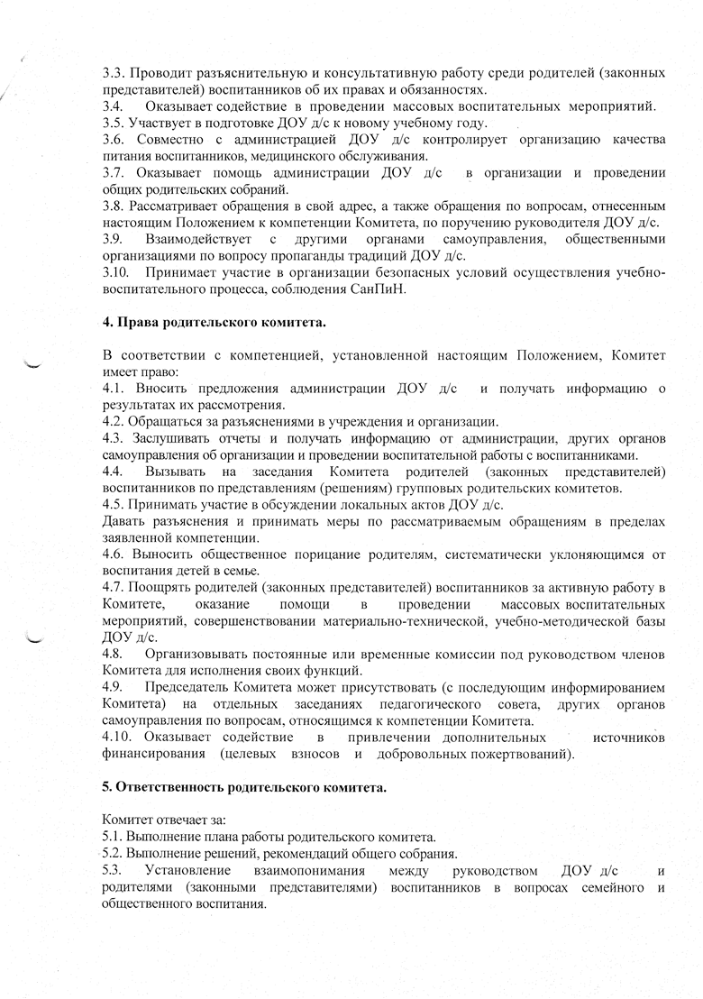 3.3. Проводит разъяснительную и консультативную работу среди родителей (законных
представителей) воспитанников об их правах и обязанностях.
3.4. Оказывает содействие в проведении массовых воспитательных мероприятий.
3.5. Участвует в подготовке ДОУ д/с к новому учебному году.
3.6. Совместно с администрацией ДОУ д/с контролирует организацию качества
питания воспитанников, медицинского обслуживания.
3.7. Оказывает помощь администрации ДОУ д/с в организации и проведении
общих родительских собраний.
3.8. Рассматривает обращения в свой адрес, а также обращения по вопросам, отнесенным
настоящим Положением к компетенции Комитета, по поручению руководителя ДОУ д/с.
3.9. Взаимодействует с другими органами самоуправления, общественными
организациями по вопросу пропаганды традиций ДОУ д/с.
3.10. Принимает участие в организации безопасных условий осуществления учебно-
воспитательного процесса, соблюдения СанПиН.
4. Права родительского комитета.
В соответствии с компетенцией, установленной настоящим Положением, Комитет
имеет право:
4.1. Вносить предложения администрации ДОУ д/с и получать информацию о
результатах их рассмотрения.
4.2. Обращаться за разъяснениями в учреждения и организации.
4.3. Заслушивать отчеты и получать информацию от администрации, других органов
самоуправления об организации и проведении воспитательной работы с воспитанниками.
4.4. Вызывать на заседания Комитета родителей (законных представителей)
воспитанников по представлениям (решениям) групповых родительских комитетов.
4.5. Принимать участие в обсуждении локальных актов ДОУ д/с.
Давать разъяснения и принимать меры по рассматриваемым обращениям в пределах
заявленной компетенции.
4.6. Выносить общественное порицание родителям, систематически уклоняющимся от
воспитания детей в семье.
4.7. Поощрять родителей (законных представителей) воспитанников за активную работу в
Комитете, оказание помощи в проведении массовых воспитательных
мероприятий, совершенствовании материально-технической, учебно-методической базы
ДОУ д/с.
4.8. Организовывать постоянные или временные комиссии под руководством членов
Комитета для исполнения своих функций.
4.9. Председатель Комитета может присутствовать (с последующим информированием
Комитета) на отдельных заседаниях педагогического совета, других органов
самоуправления по вопросам, относящимся к компетенции Комитета.
4.10. Оказывает содействие в привлечении дополнительных источников
финансирования (целевых взносов и добровольных пожертвований).
5. Ответственность родительского комитета.
Комитет отвечает за:
5.1. Выполнение плана работы родительского комитета.
5.2. Выполнение решений, рекомендаций общего собрания.
5.3. Установление взаимопонимания между руководством ДОУ д/с и
родителями (законными представителями) воспитанников в вопросах семейного и
общественного воспитания.